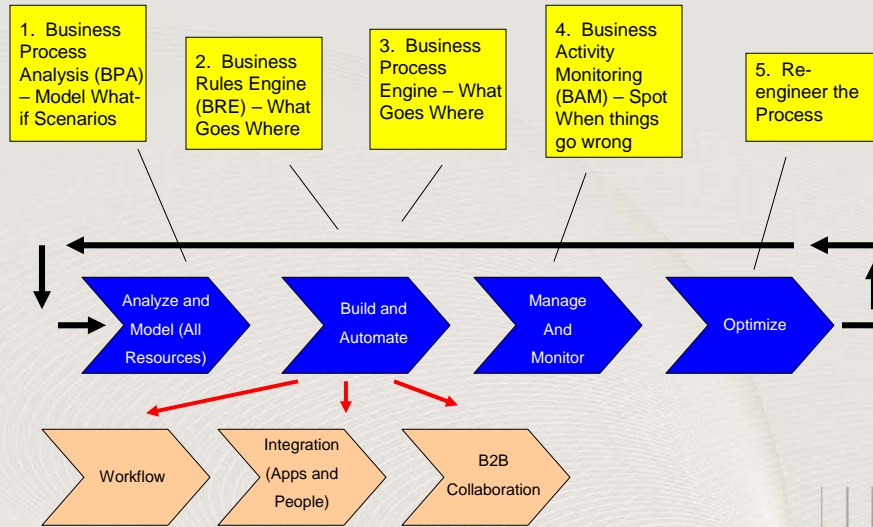 1. Business
Process
Analysis (BPA)
– Model What-
if Scenarios
2. Business
Rules Engine
(BRE) – What
Goes Where
3. Business
Process
Engine – What
Goes Where
4. Business
Activity
Monitoring
(BAM) – Spot
When things
go wrong
5. Re-
engineer the
Process
Analyze and
Model (All
Resources)
Build and
Automate
Manage
And
Monitor
Optimize
Workflow
Integration
(Apps and
People)
B2B
Collaboration